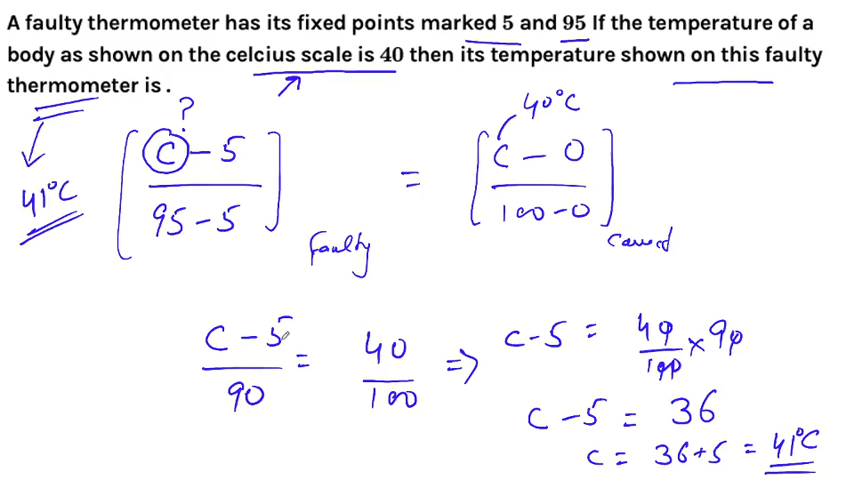 A faulty thermometer has its fixed points marked 5 and 95 If the temperature of a
body as shown on the celcius scale is 40 then its temperature shown on this faulty
thermometer is .
? 40°C
[C - 5 / 95 - 5] Faulty = [C - 0 / 100 - 0]
41°C
C - 5 / 90 = 40 / 100 => C - 5 = 40 / 100 x 90
C - 5 = 36
C = 36 + 5 = 41°C